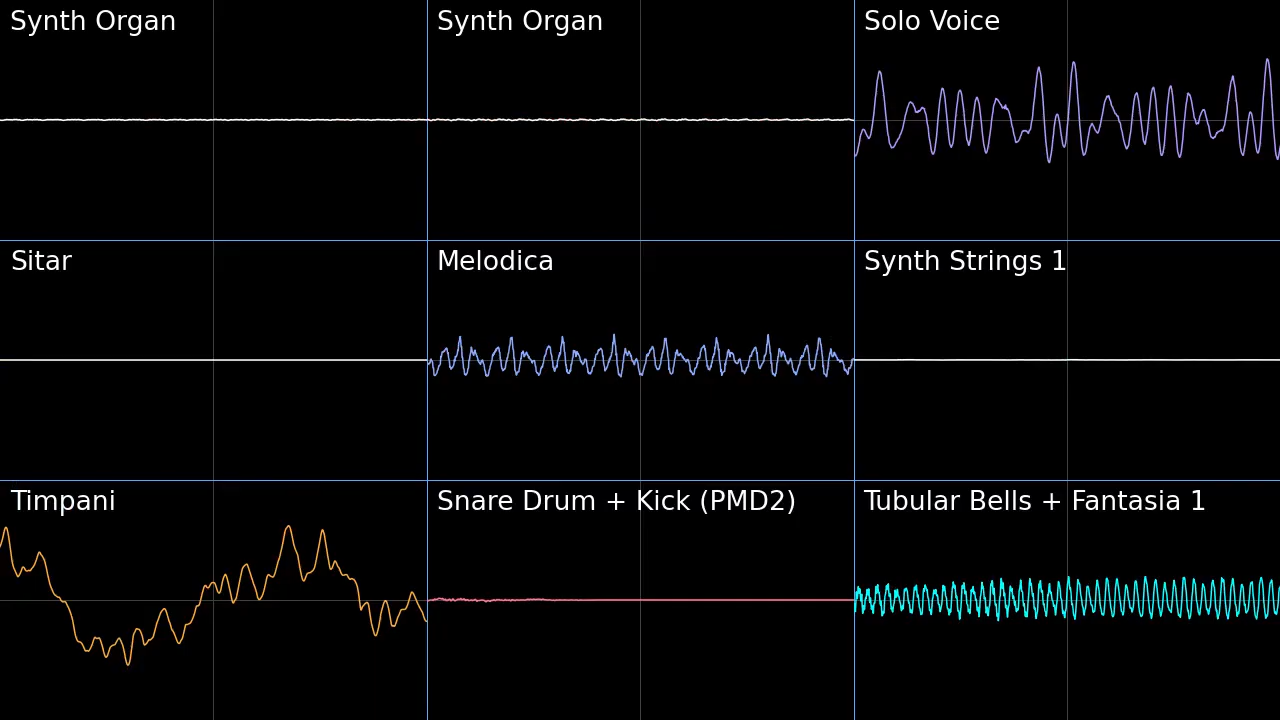 Synth Organ
Synth Organ
Solo Voice
Sitar
Melodica
Synth Strings 1
Timpani
Snare Drum + Kick (PMD2)
Tubular Bells + Fantasia 1